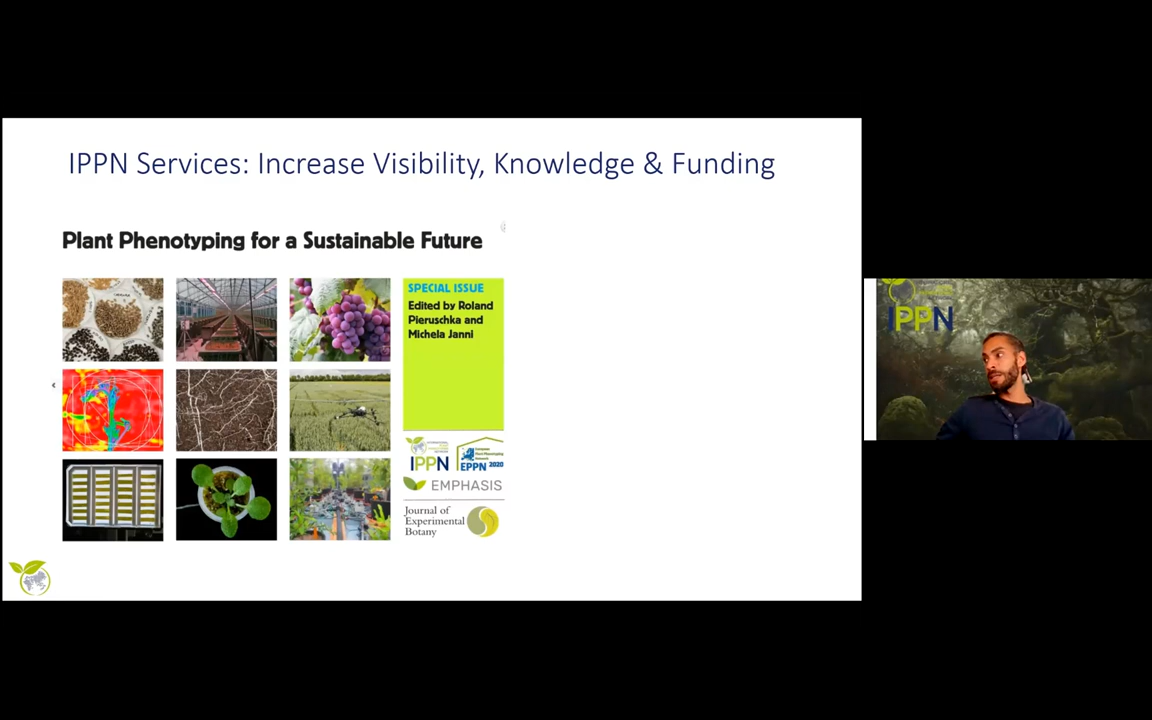 IPPN Services: Increase Visibility, Knowledge & Funding
Plant Phenotyping for a Sustainable Future
SPECIAL ISSUE
Edited by Roland
Pieruschka and
Michela Janni
IPPN
EPPN 2020
EMPHASIS
Journal of
Experimental
Botany
IPPN